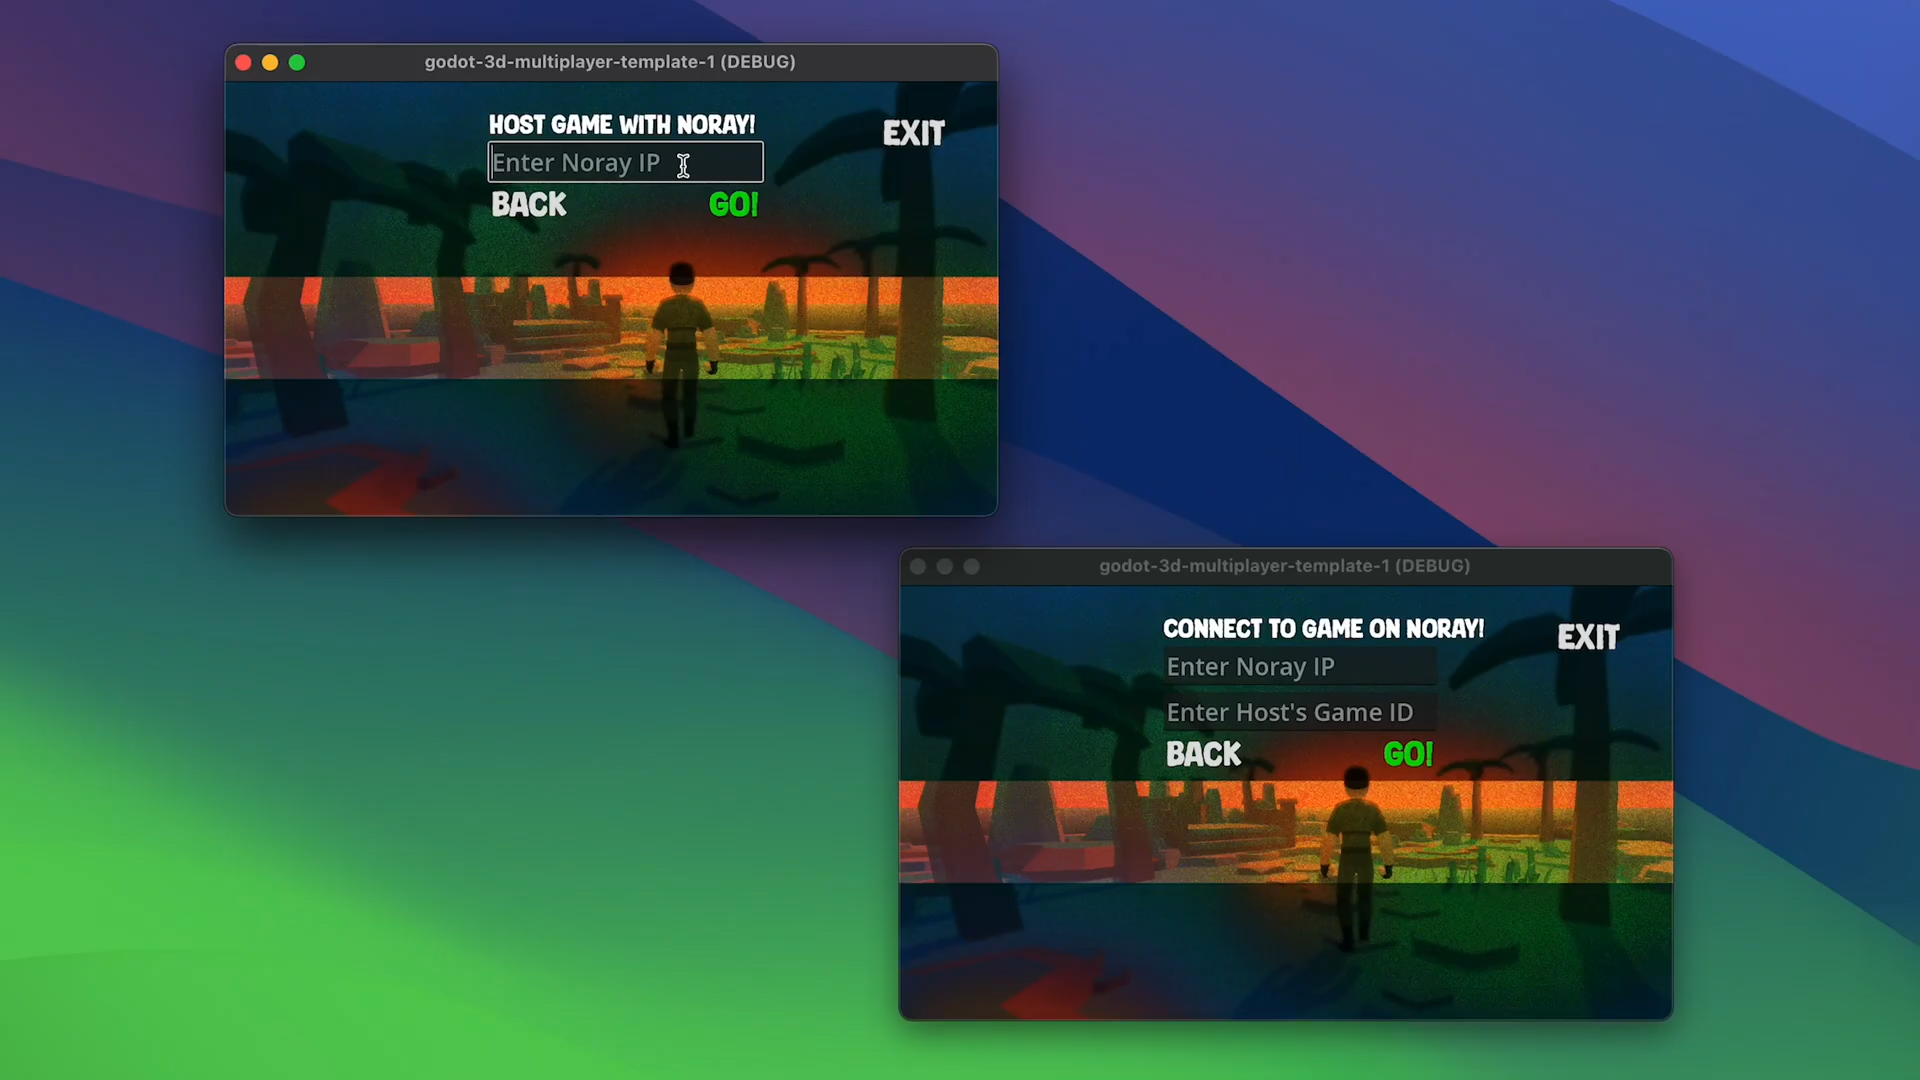 godot-3d-multiplayer-template-1 (DEBUG)
HOST GAME WITH NORAY!
EXIT
Enter Noray IP
BACK
GO!
godot-3d-multiplayer-template-1 (DEBUG)
CONNECT TO GAME ON NORAY!
EXIT
Enter Noray IP
Enter Host's Game ID
BACK
GO!